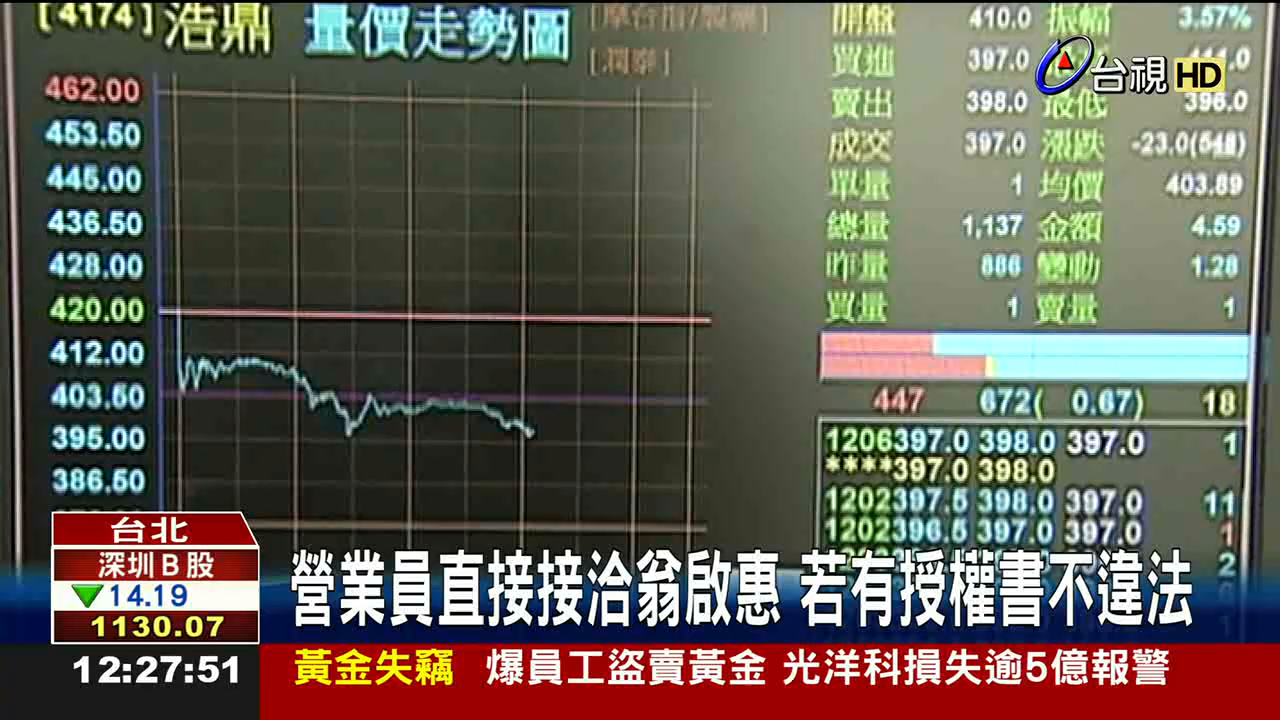 [4174]浩鼎 量價走勢圖
[潤泰]
462.00
453.50
445.00
436.50
428.00
420.00
412.00
403.50
395.00
386.50
開盤 410.0 振幅 3.57%
買進 397.0
賣出 398.0 最低 396.0
成交 397.0 漲跌 -23.0
單量 1 均價 403.89
總量 1,137 金額 4.59
昨量 886 變動 1.28
買量 1 賣量 1
447 672( 0.67) 18
1206 397.0 398.0 397.0 1
****397.0 398.0
1202 397.5 398.0 397.0 11
1202 396.5 397.0 397.0 1
2
台視HD
台北
深圳B股
▼14.19
1130.07
12:27:51
營業員直接接洽翁啟惠 若有授權書不違法
黃金失竊 爆員工盜賣黃金 光洋科損失逾5億報警